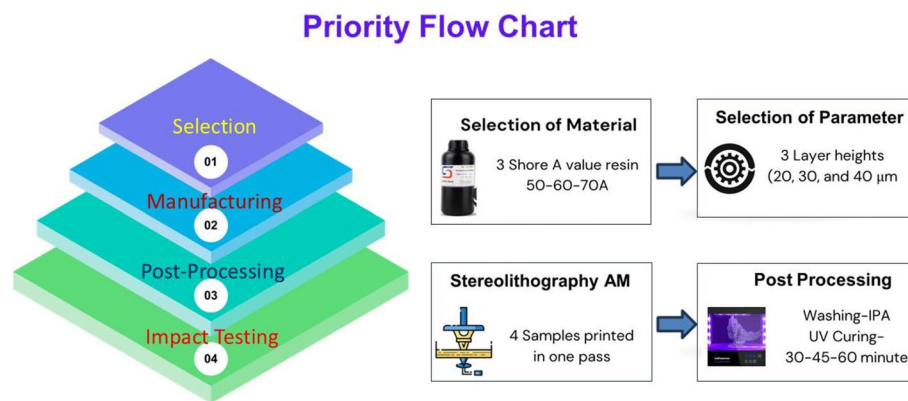 Priority Flow Chart
Selection
01
Manufacturing
02
Post-Processing
03
Impact Testing
04
Selection of Material
3 Shore A value resin
50-60-70A
Selection of Parameter
3 Layer heights
(20, 30, and 40 μm
Stereolithography AM
4 Samples printed
in one pass
Post Processing
Washing-IPA
UV Curing-
30-45-60 minute